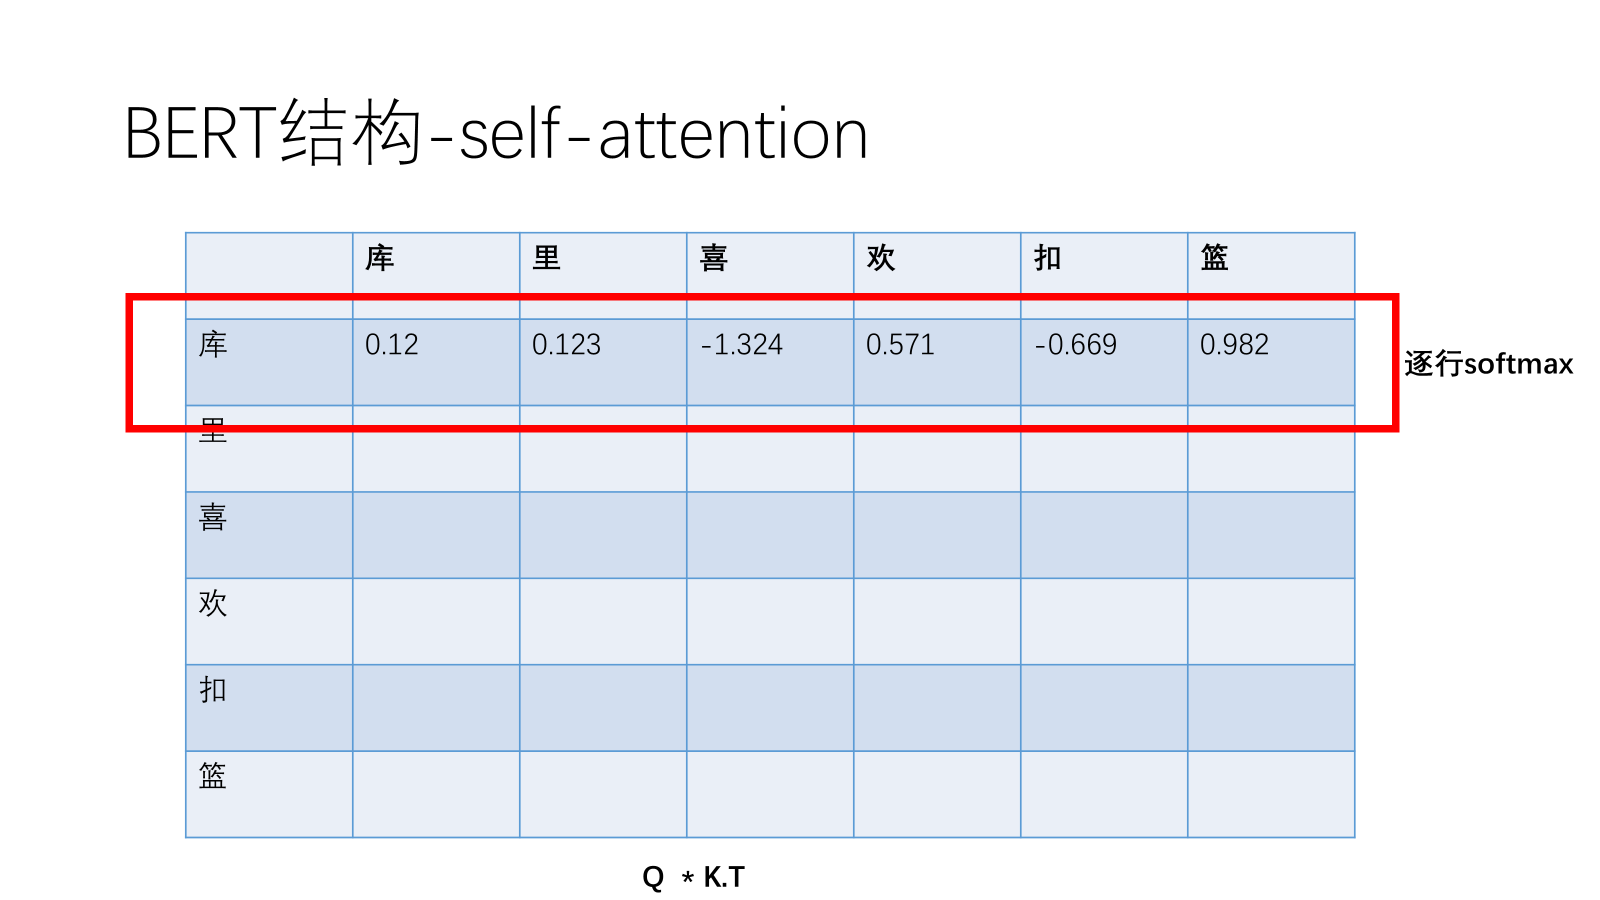 BERT结构-self-attention
库 里 喜 欢 扣 篮
库 0.12 0.123 -1.324 0.571 -0.669 0.982
逐行softmax
里
喜
欢
扣
篮
Q * K.T